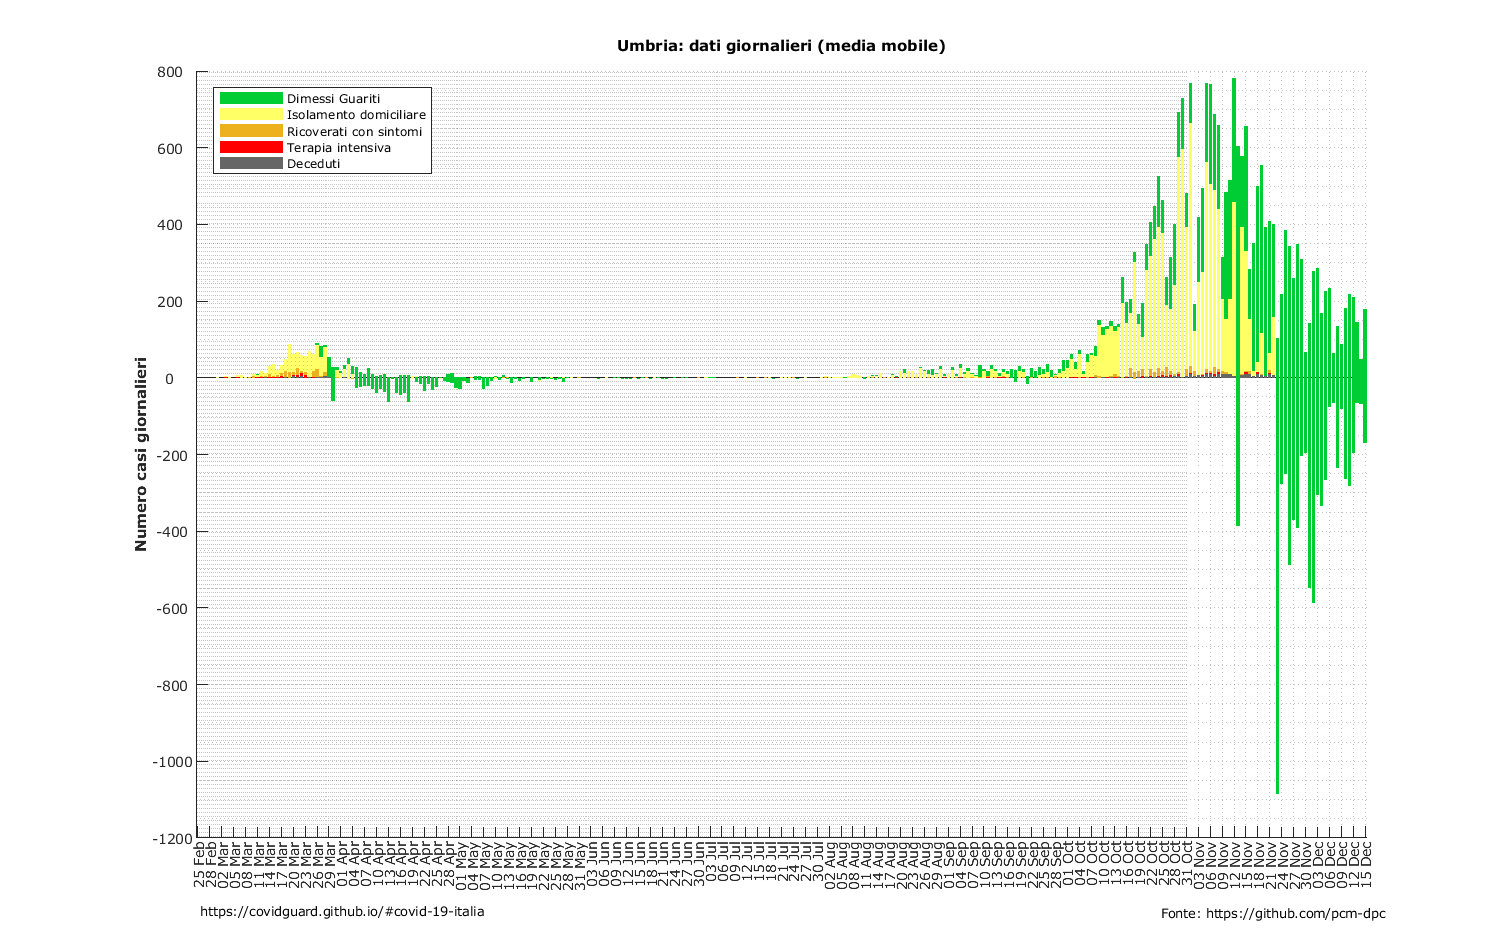 Umbria: dati giornalieri (media mobile)
800
600
400
200
0
-200
-400
-600
-800
-1000
-1200
Numero casi giornalieri
Dimessi Guariti
Isolamento domiciliare
Ricoverati con sintomi
Terapia intensiva
Deceduti
25 Feb
28 Feb
02 Mar
05 Mar
08 Mar
11 Mar
14 Mar
17 Mar
20 Mar
23 Mar
26 Mar
29 Mar
01 Apr
04 Apr
07 Apr
10 Apr
13 Apr
16 Apr
19 Apr
22 Apr
25 Apr
28 Apr
01 May
04 May
07 May
10 May
13 May
16 May
19 May
22 May
25 May
28 May
31 May
03 Jun
06 Jun
09 Jun
12 Jun
15 Jun
18 Jun
21 Jun
24 Jun
27 Jun
30 Jun
03 Jul
06 Jul
09 Jul
12 Jul
15 Jul
18 Jul
21 Jul
24 Jul
27 Jul
30 Jul
02 Aug
05 Aug
08 Aug
11 Aug
14 Aug
17 Aug
20 Aug
23 Aug
26 Aug
29 Aug
01 Sep
04 Sep
07 Sep
10 Sep
13 Sep
16 Sep
19 Sep
22 Sep
25 Sep
28 Sep
01 Oct
04 Oct
07 Oct
10 Oct
13 Oct
16 Oct
19 Oct
22 Oct
25 Oct
28 Oct
31 Oct
03 Nov
06 Nov
09 Nov
12 Nov
15 Nov
18 Nov
21 Nov
24 Nov
27 Nov
30 Nov
03 Dec
06 Dec
09 Dec
12 Dec
15 Dec
https://covidguard.github.io/#covid-19-italia
Fonte: https://github.com/pcm-dpc